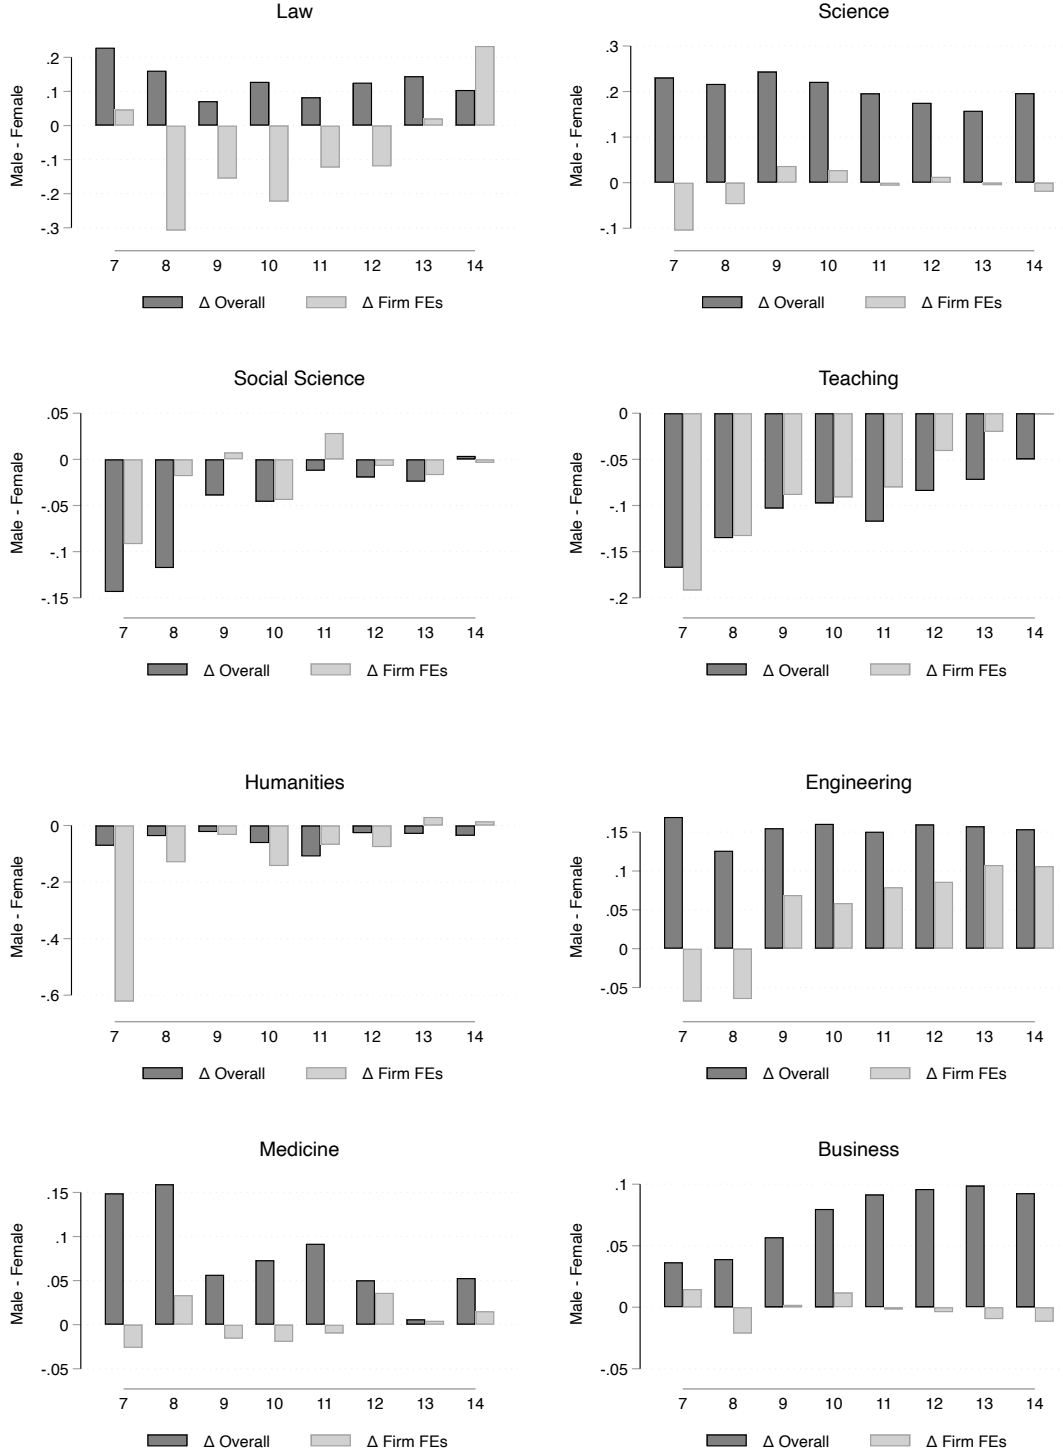 Law
Male - Female
.2
.1
0
-.1
-.2
-.3
7 8 9 10 11 12 13 14
Δ Overall Δ Firm FEs
Science
Male - Female
.3
.2
.1
0
-.1
7 8 9 10 11 12 13 14
Δ Overall Δ Firm FEs
Social Science
Male - Female
.05
0
-.05
-.1
-.15
7 8 9 10 11 12 13 14
Δ Overall Δ Firm FEs
Teaching
Male - Female
0
-.05
-.1
-.15
-.2
7 8 9 10 11 12 13 14
Δ Overall Δ Firm FEs
Humanities
Male - Female
0
-.2
-.4
-.6
7 8 9 10 11 12 13 14
Δ Overall Δ Firm FEs
Engineering
Male - Female
.15
.1
.05
0
-.05
7 8 9 10 11 12 13 14
Δ Overall Δ Firm FEs
Medicine
Male - Female
.15
.1
.05
0
-.05
7 8 9 10 11 12 13 14
Δ Overall Δ Firm FEs
Business
Male - Female
.1
.05
0
-.05
7 8 9 10 11 12 13 14
Δ Overall Δ Firm FEs